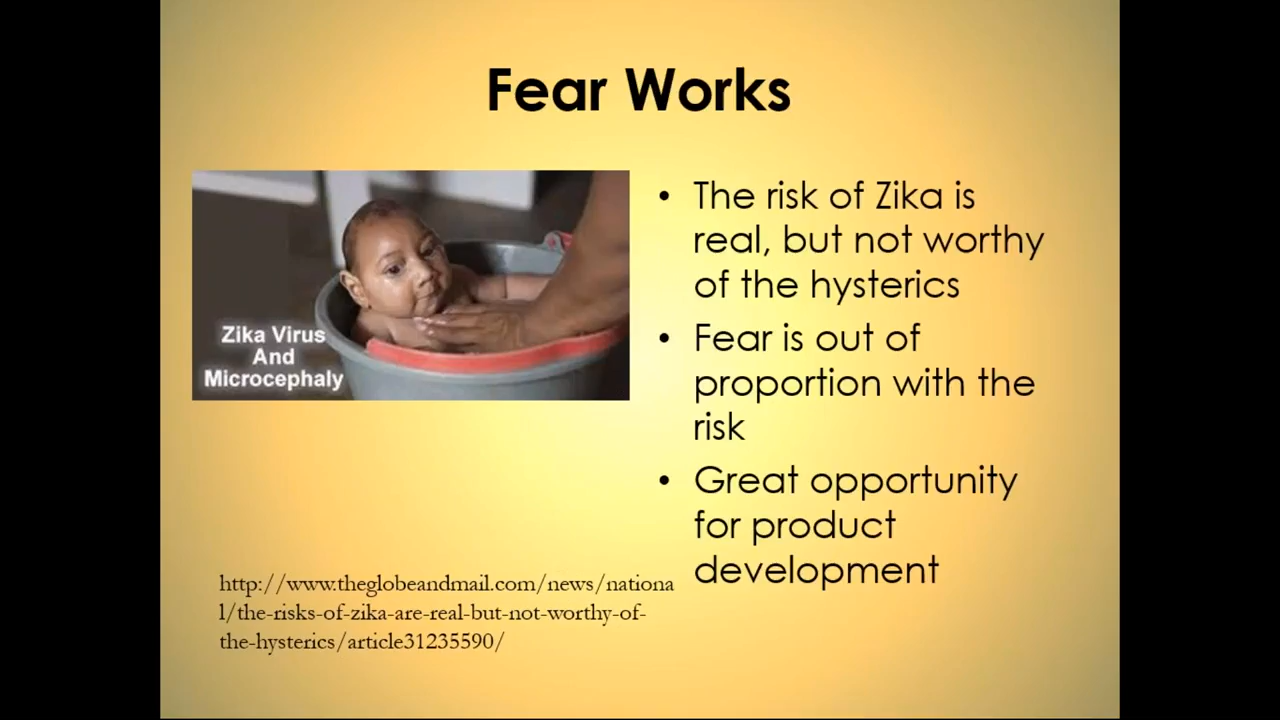 Fear Works
Zika Virus
And
Microcephaly
• The risk of Zika is
real, but not worthy
of the hysterics
• Fear is out of
proportion with the
risk
• Great opportunity
for product
development
http://www.theglobeandmail.com/news/nationa
l/the-risks-of-zika-are-real-but-not-worthy-of-
the-hysterics/article31235590/